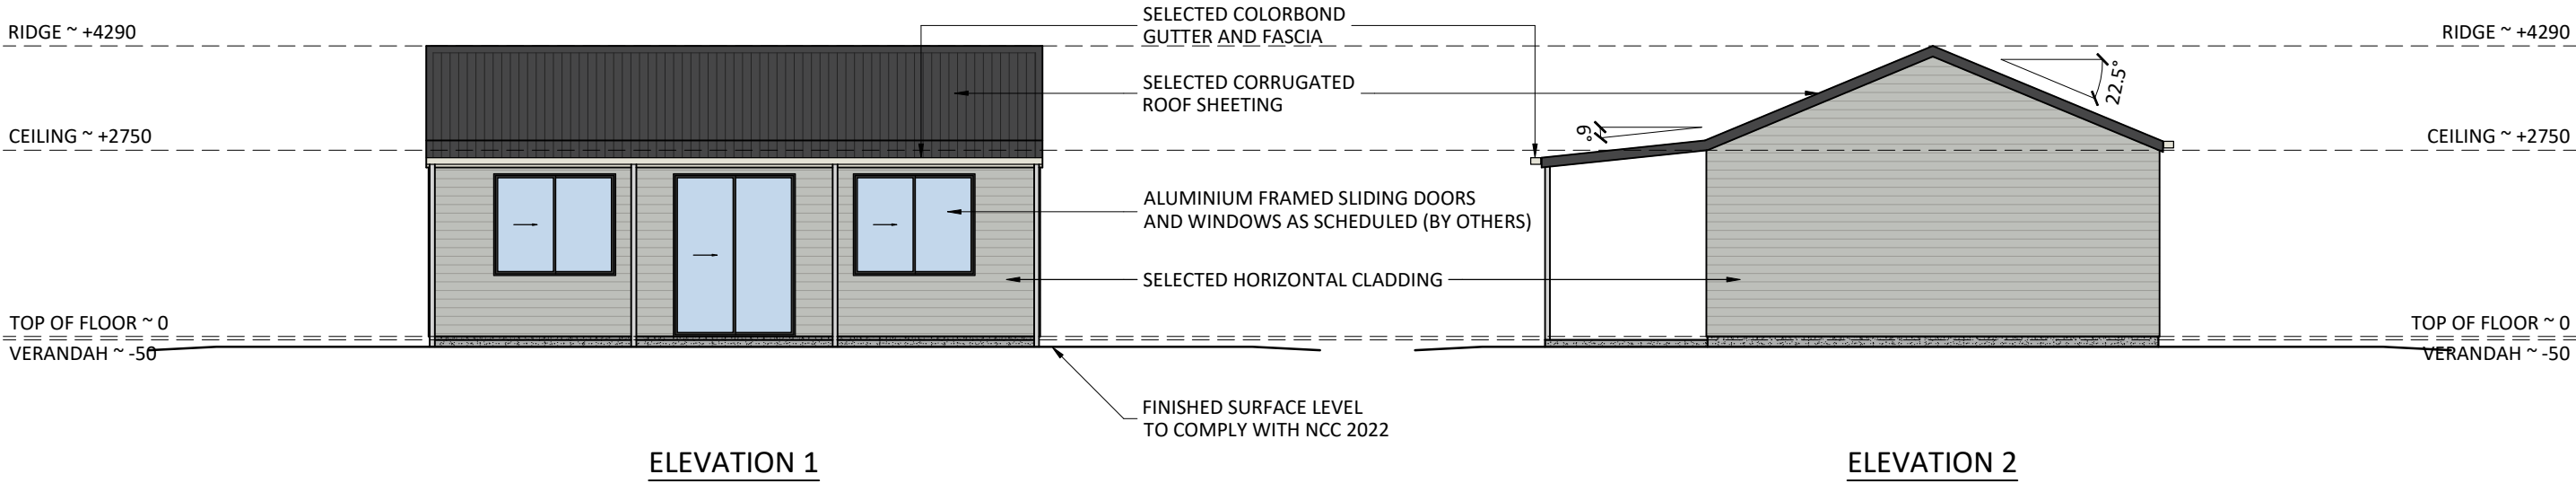 RIDGE ~ +4290
CEILING ~ +2750
TOP OF FLOOR ~ 0
VERANDAH ~ -50
SELECTED COLORBOND
GUTTER AND FASCIA
SELECTED CORRUGATED
ROOF SHEETING
ALUMINIUM FRAMED SLIDING DOORS
AND WINDOWS AS SCHEDULED (BY OTHERS)
SELECTED HORIZONTAL CLADDING
FINISHED SURFACE LEVEL
TO COMPLY WITH NCC 2022
6°
22.5°
RIDGE ~ +4290
CEILING ~ +2750
TOP OF FLOOR ~ 0
VERANDAH ~ -50
ELEVATION 1
ELEVATION 2